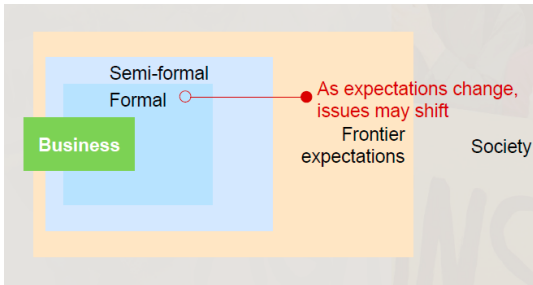 Semi-formal
Formal
As expectations change,
issues may shift
Business
Frontier
expectations
Society